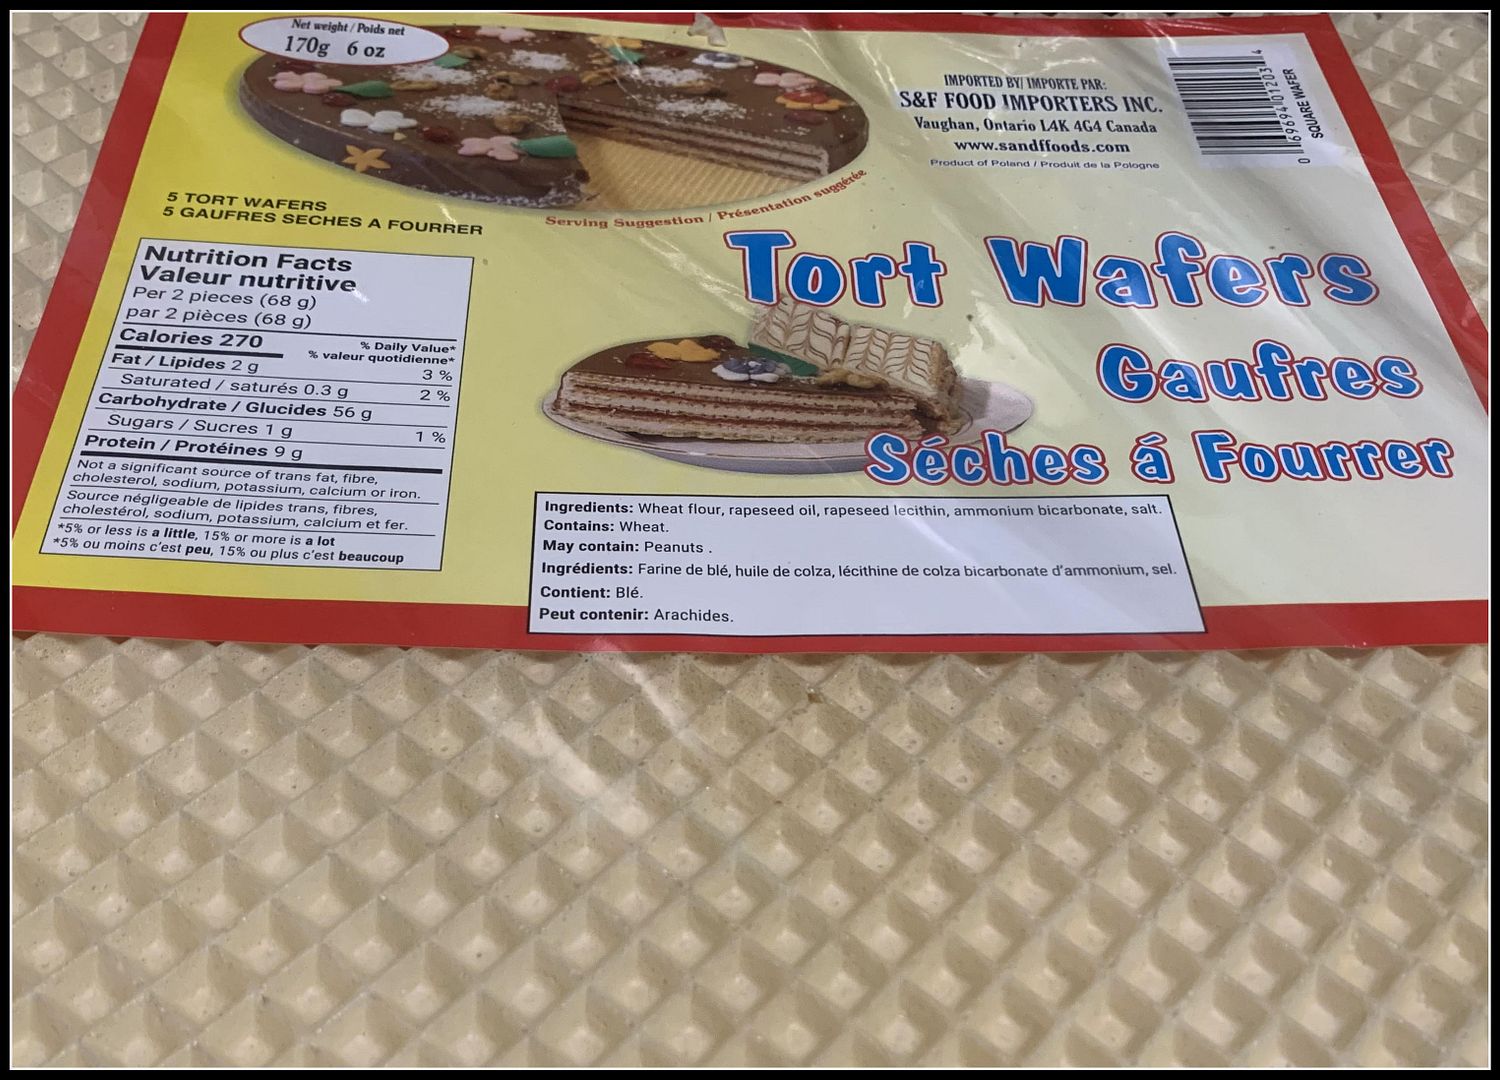 Net weight / Poids net
170g 6 oz
IMPORTED BY/ IMPORTE PAR:
S&F FOOD IMPORTERS INC.
Vaughan, Ontario L4K 4G4 Canada
www.sandffoods.com
Product of Poland / Produit de la Pologne
0 69694 01203 4
SQUARE WAFER
5 TORT WAFERS
5 GAUFRES SECHES A FOURRER
Serving Suggestion / Présentation suggérée
Tort Wafers
Gaufres
Séches á Fourrer
Nutrition Facts
Valeur nutritive
Per 2 pieces (68 g)
par 2 pièces (68 g)
Calories 270
% Daily Value*
% valeur quotidienne*
Fat / Lipides 2 g 3 %
Saturated / saturés 0.3 g 2 %
Carbohydrate / Glucides 56 g
Sugars / Sucres 1 g 1 %
Protein / Protéines 9 g
Not a significant source of trans fat, fibre,
cholesterol, sodium, potassium, calcium or iron.
Source négligeable de lipides trans, fibres,
cholestérol, sodium, potassium, calcium et fer.
*5% or less is a little, 15% or more is a lot
*5% ou moins c'est peu, 15% ou plus c'est beaucoup
Ingredients: Wheat flour, rapeseed oil, rapeseed lecithin, ammonium bicarbonate, salt.
Contains: Wheat.
May contain: Peanuts .
Ingrédients: Farine de blé, huile de colza, lécithine de colza bicarbonate d'ammonium, sel.
Contient: Blé.
Peut contenir: Arachides.